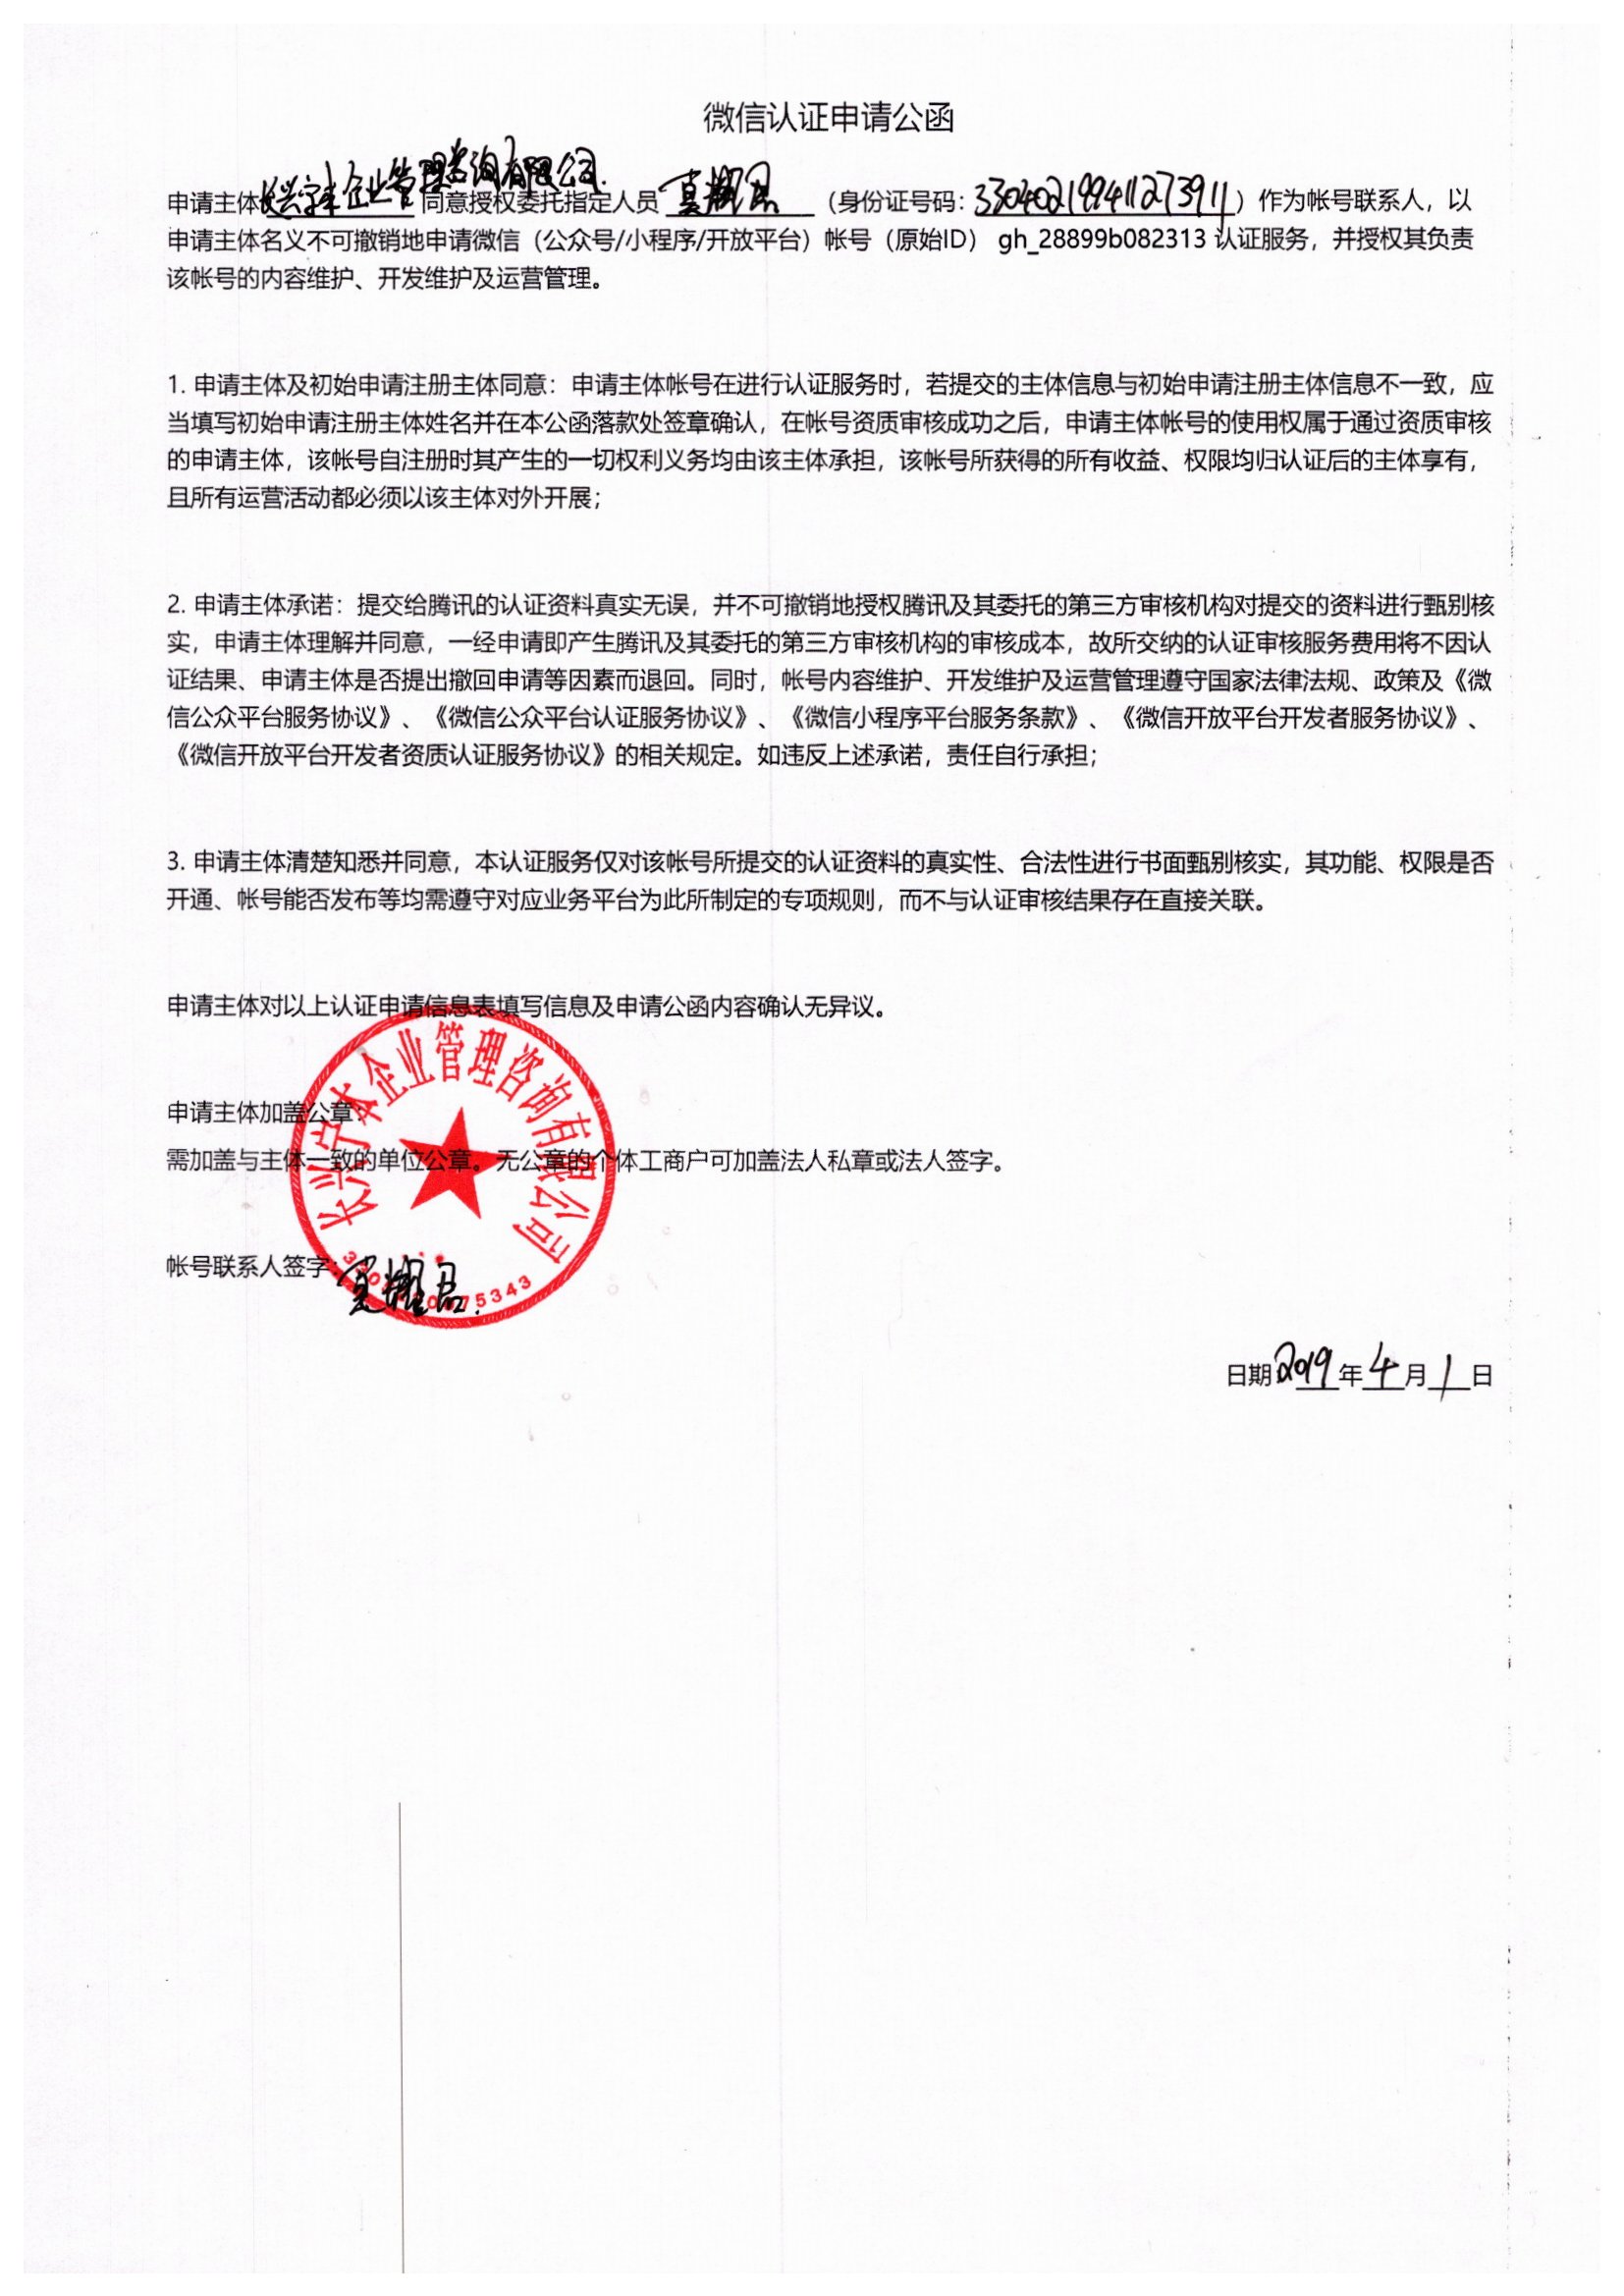 微信认证申请公函
申请主体长兴宁本企业管理咨询有限公司 同意授权委托指定人员 莫耀君 （身份证号码：330402199411273911）作为帐号联系人，以
申请主体名义不可撤销地申请微信（公众号/小程序/开放平台）帐号（原始ID） gh_28899b082313 认证服务，并授权其负责
该帐号的内容维护、开发维护及运营管理。
1. 申请主体及初始申请注册主体同意：申请主体帐号在进行认证服务时，若提交的主体信息与初始申请注册主体信息不一致，应
当填写初始申请注册主体姓名并在本公函落款处签章确认，在帐号资质审核成功之后，申请主体帐号的使用权属于通过资质审核
的申请主体，该帐号自注册时其产生的一切权利义务均由该主体承担，该帐号所获得的所有收益、权限均归认证后的主体享有，
且所有运营活动都必须以该主体对外开展；
2. 申请主体承诺：提交给腾讯的认证资料真实无误，并不可撤销地授权腾讯及其委托的第三方审核机构对提交的资料进行甄别核
实，申请主体理解并同意，一经申请即产生腾讯及其委托的第三方审核机构的审核成本，故所交纳的认证审核服务费用将不因认
证结果、申请主体是否提出撤回申请等因素而退回。同时，帐号内容维护、开发维护及运营管理遵守国家法律法规、政策及《微
信公众平台服务协议》、《微信公众平台认证服务协议》、《微信小程序平台服务条款》、《微信开放平台开发者服务协议》、
《微信开放平台开发者资质认证服务协议》的相关规定。如违反上述承诺，责任自行承担；
3. 申请主体清楚知悉并同意，本认证服务仅对该帐号所提交的认证资料的真实性、合法性进行书面甄别核实，其功能、权限是否
开通、帐号能否发布等均需遵守对应业务平台为此所制定的专项规则，而不与认证审核结果存在直接关联。
申请主体对以上认证申请信息表填写信息及申请公函内容确认无异议。
长兴宁本企业管理咨询有限公司
申请主体加盖公章：
需加盖与主体一致的单位公章。无公章的个体工商户可加盖法人私章或法人签字。
帐号联系人签字：莫耀君
日期2019年4月1日